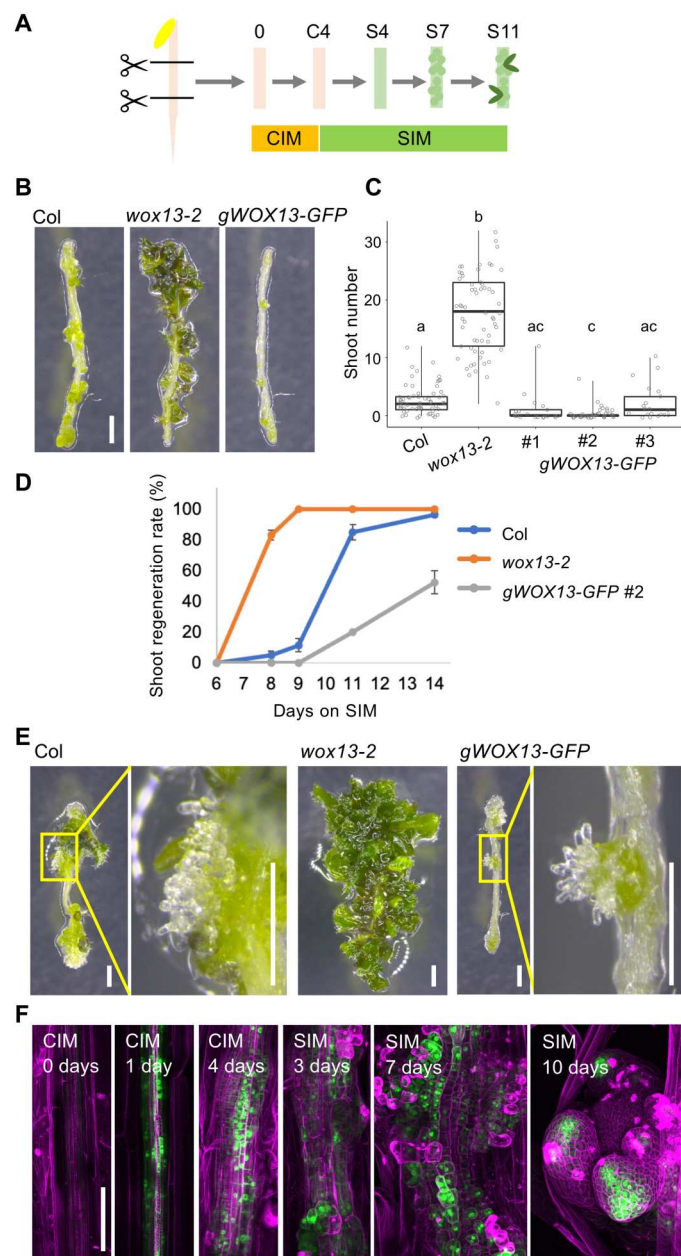 A
0 C4 S4 S7 S11
CIM SIM
B
Col wox13-2 gWOX13-GFP
C
Shoot number
30
20
10
0
b
a ac c ac
Col wox13-2 #1 #2 #3
gWOX13-GFP
D
Shoot regeneration rate (%)
100
80
60
40
20
0
6 7 8 9 10 11 12 13 14
Days on SIM
Col
wox13-2
gWOX13-GFP #2
E
Col wox13-2 gWOX13-GFP
F
CIM CIM CIM SIM SIM SIM
0 days 1 day 4 days 3 days 7 days 10 days